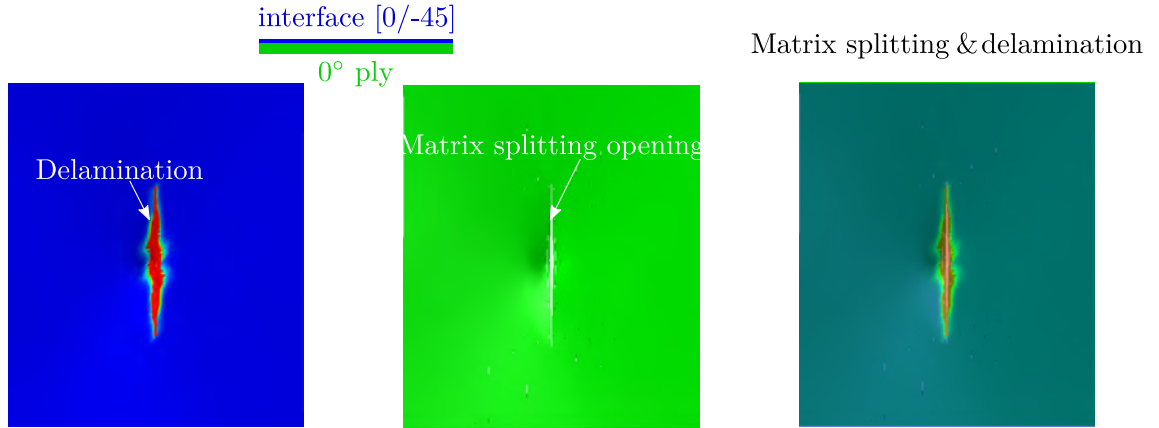 interface [0/-45]
0° ply
Matrix splitting & delamination
Delamination
Matrix splitting opening